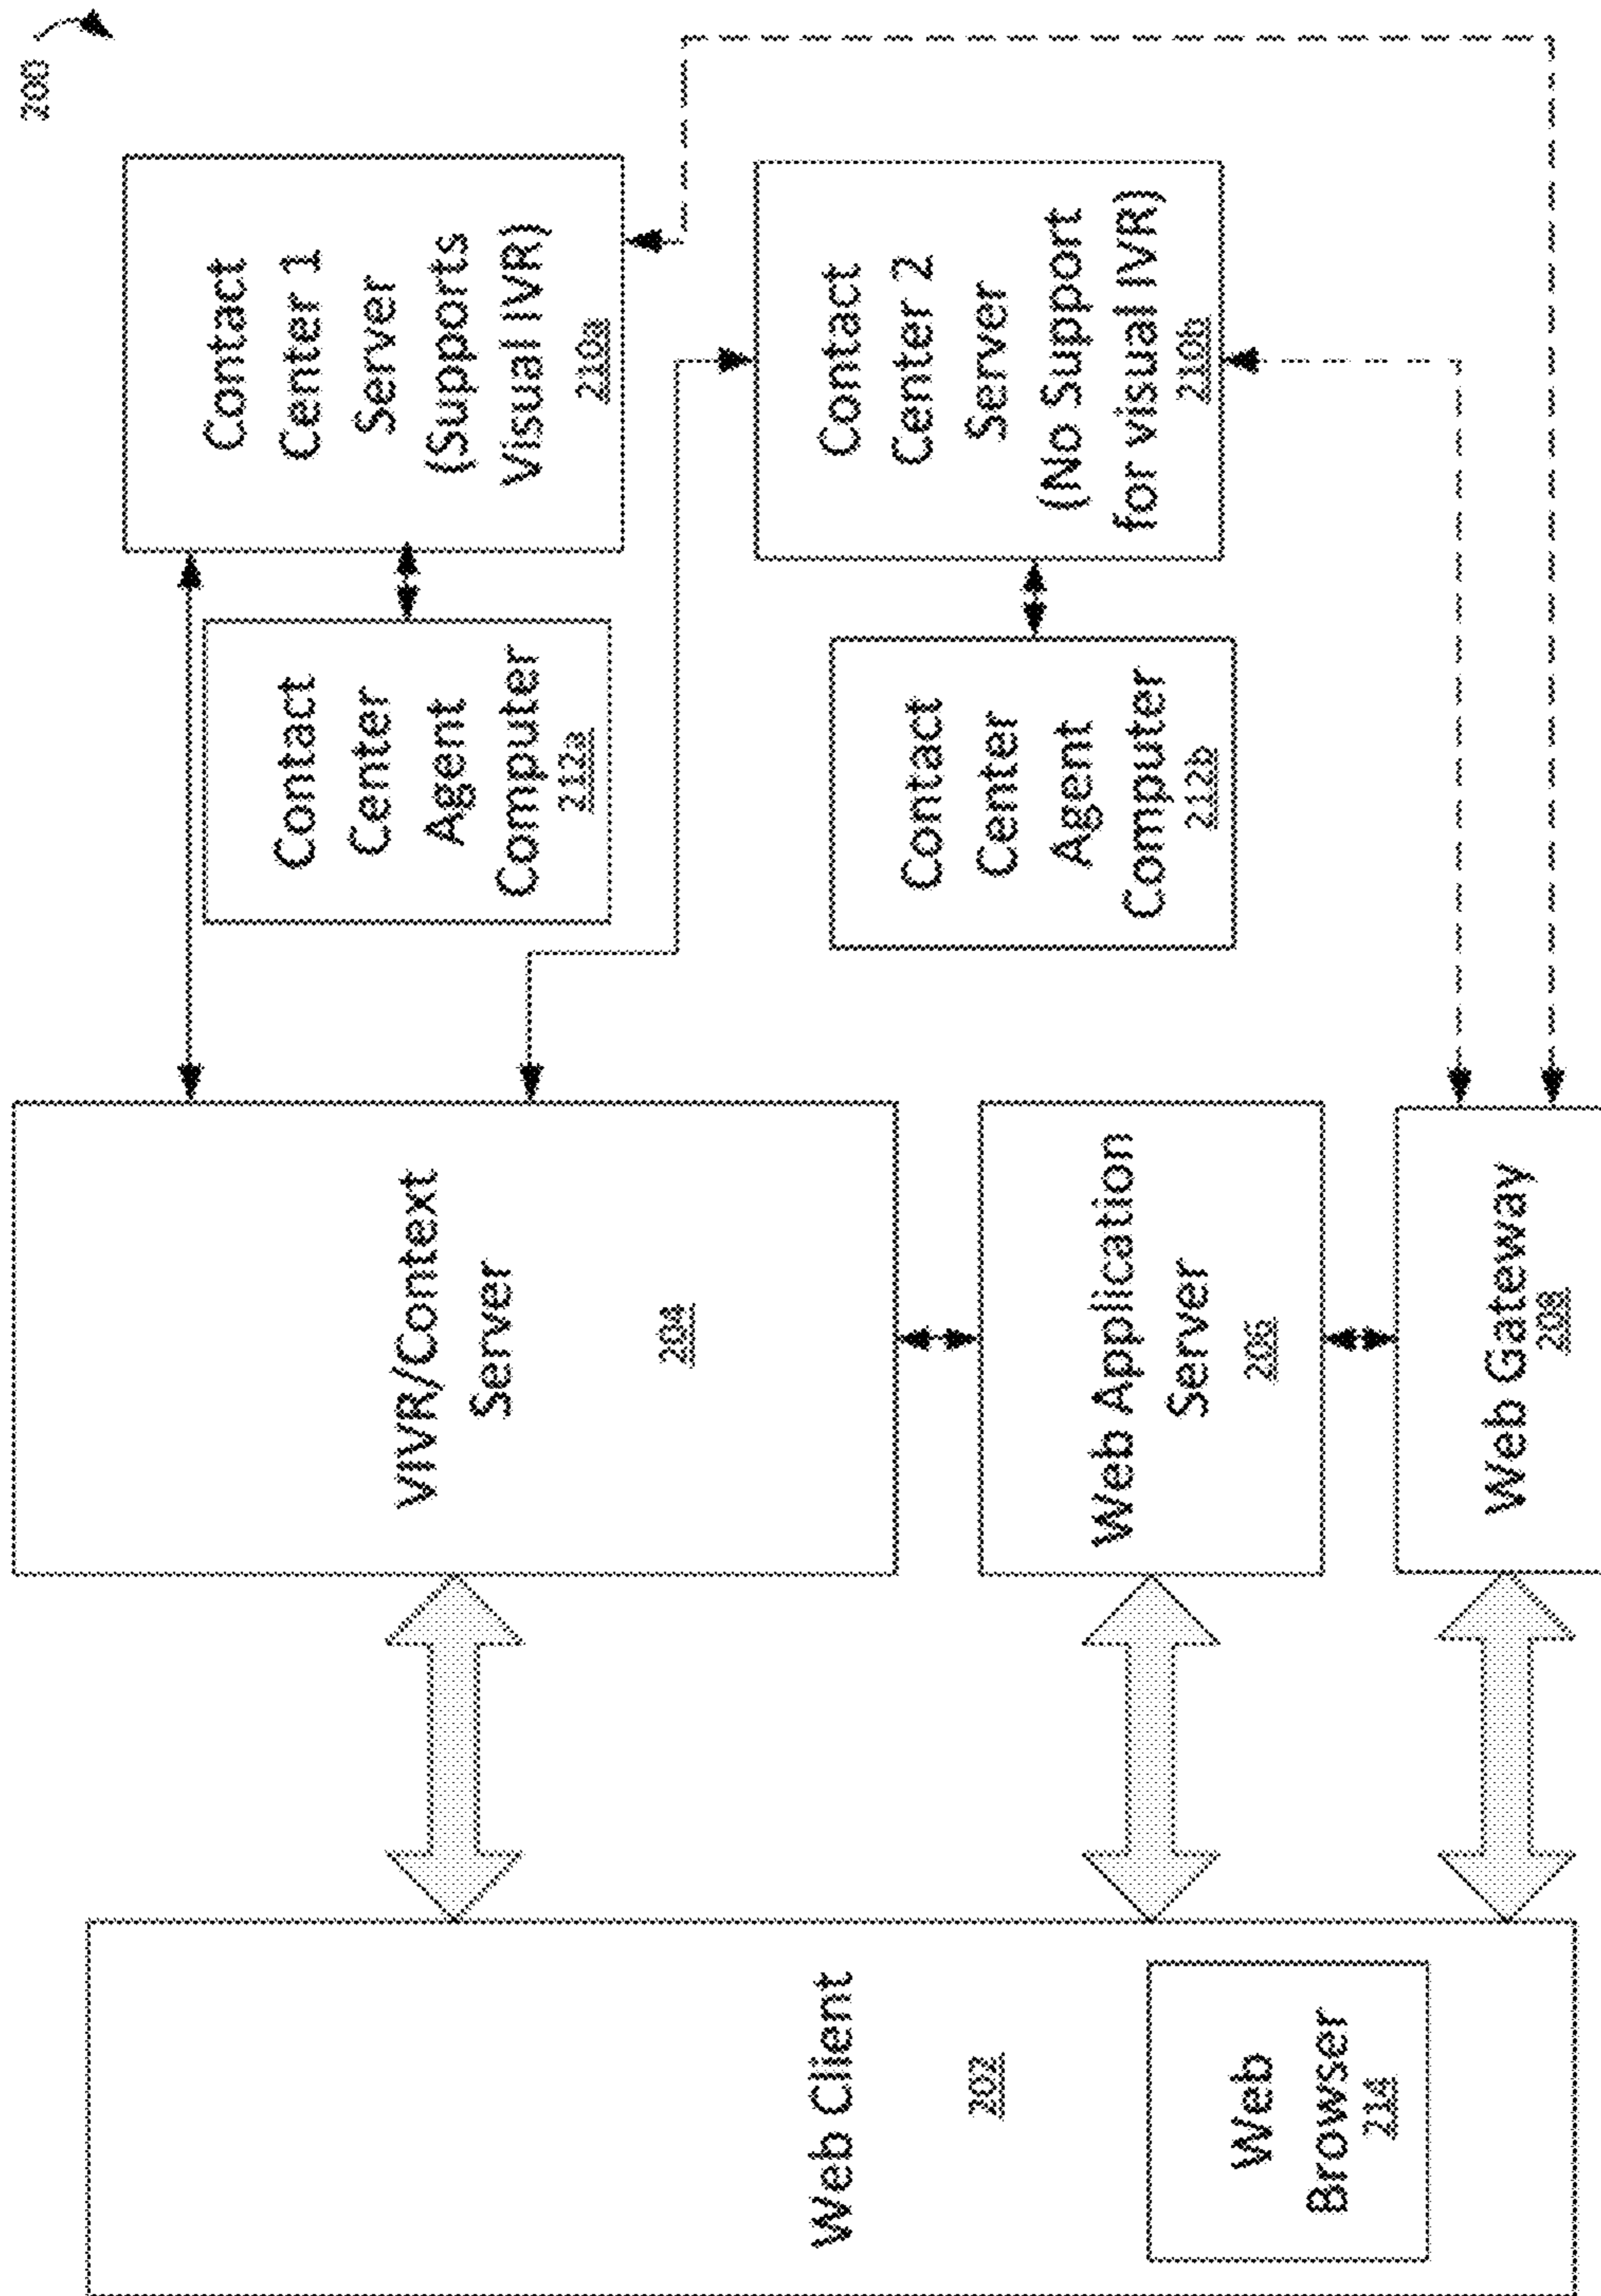 200
Web Client
202
Web
Browser
214
VIVR/Context
Server
204
Web Application
Server
206
Web Gateway
208
Contact
Center
Agent
Computer
212a
Contact
Center 1
Server
(Supports
Visual IVR)
210a
Contact
Center
Agent
Computer
212b
Contact
Center 2
Server
(No Support
for visual IVR)
210b